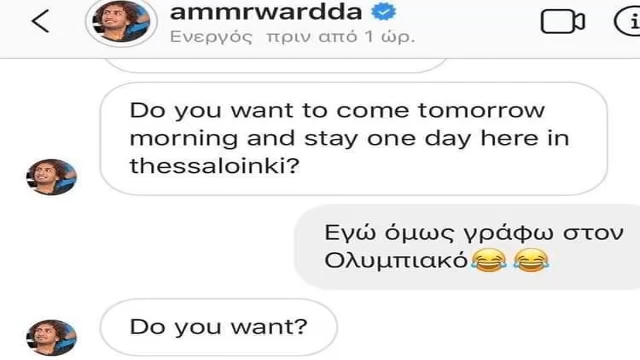 ammrwardda
Ενεργός πριν από 1 ώρ.
Do you want to come tomorrow
morning and stay one day here in
thessaloinki?
Εγώ όμως γράφω στον
Ολυμπιακό😂 😂
Do you want?